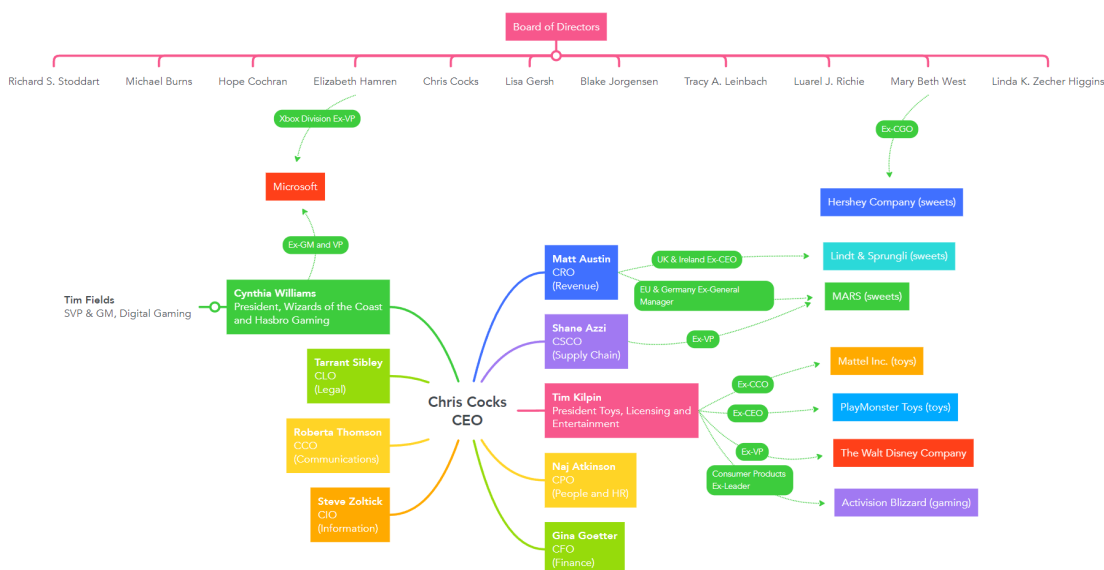 Board of Directors
Richard S. Stoddart
Michael Burns
Hope Cochran
Elizabeth Hamren
Chris Cocks
Lisa Gersh
Blake Jorgensen
Tracy A. Leinbach
Luarel J. Richie
Mary Beth West
Linda K. Zecher Higgins
Xbox Division Ex-VP
Ex-CGO
Microsoft
Hershey Company (sweets)
Ex-GM and VP
Matt Austin
CRO
(Revenue)
UK & Ireland Ex-CEO
Lindt & Sprungli (sweets)
EU & Germany Ex-General
Manager
MARS (sweets)
Tim Fields
SVP & GM, Digital Gaming
Cynthia Williams
President, Wizards of the Coast
and Hasbro Gaming
Shane Azzi
CSCO
(Supply Chain)
Ex-VP
Tarrant Sibley
CLO
(Legal)
Chris Cocks
CEO
Tim Kilpin
President Toys, Licensing and
Entertainment
Ex-CCO
Mattel Inc. (toys)
Ex-CEO
PlayMonster Toys (toys)
Ex-VP
The Walt Disney Company
Consumer Products
Ex-Leader
Activision Blizzard (gaming)
Roberta Thomson
CCO
(Communications)
Naj Atkinson
CPO
(People and HR)
Steve Zoltick
CIO
(Information)
Gina Goetter
CFO
(Finance)